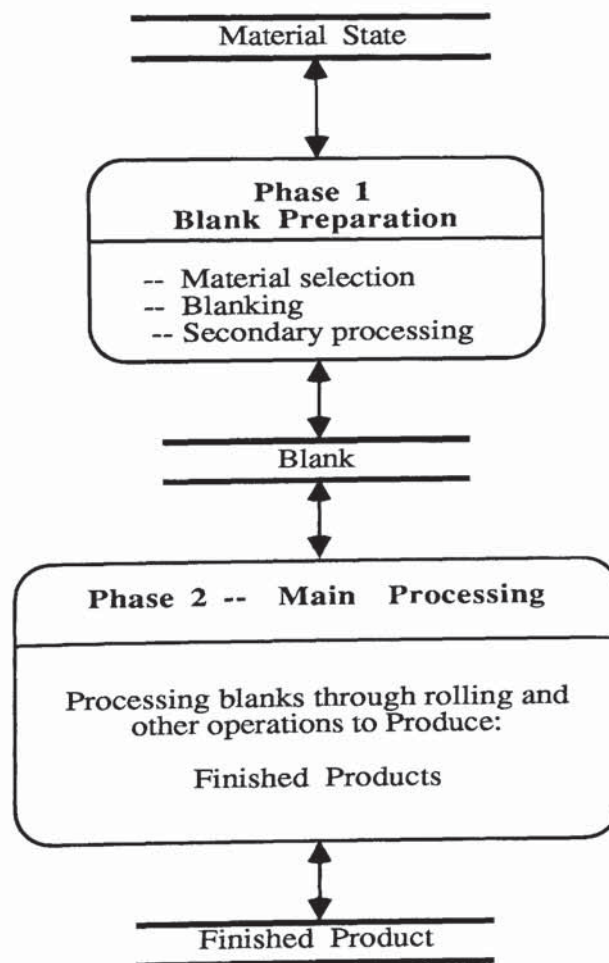 Material State
Phase 1
Blank Preparation
-- Material selection
-- Blanking
-- Secondary processing
Blank
Phase 2 -- Main Processing
Processing blanks through rolling and
other operations to Produce:
Finished Products
Finished Product